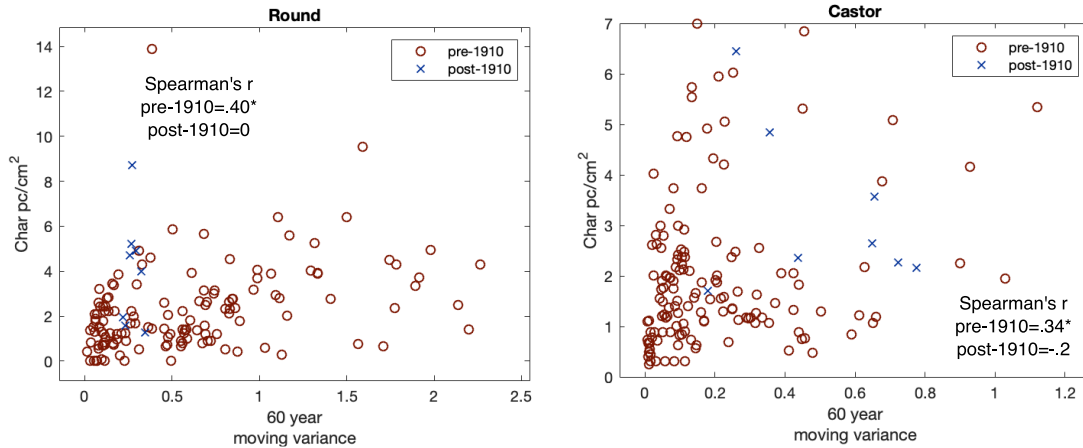 Round
14
12
10
8
6
4
2
0
Char pc/cm²
pre-1910
post-1910
Spearman's r
pre-1910=.40*
post-1910=0
0
0.5
1
1.5
2
2.5
60 year
moving variance
Castor
7
6
5
4
3
2
1
0
Char pc/cm²
pre-1910
post-1910
Spearman's r
pre-1910=.34*
post-1910=-.2
0
0.2
0.4
0.6
0.8
1
1.2
60 year
moving variance